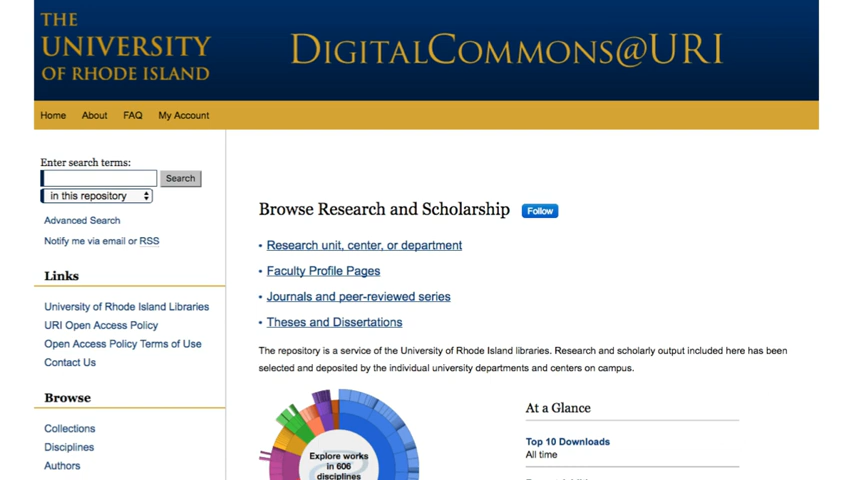 THE
UNIVERSITY
OF RHODE ISLAND
DIGITALCOMMONS@URI
Home About FAQ My Account
Enter search terms:
Search
in this repository
Advanced Search
Notify me via email or RSS
Links
University of Rhode Island Libraries
URI Open Access Policy
Open Access Policy Terms of Use
Contact Us
Browse
Collections
Disciplines
Authors
Browse Research and Scholarship Follow
• Research unit, center, or department
• Faculty Profile Pages
• Journals and peer-reviewed series
• Theses and Dissertations
The repository is a service of the University of Rhode Island libraries. Research and scholarly output included here has been
selected and deposited by the individual university departments and centers on campus.
Explore works
in 606
disciplines
At a Glance
Top 10 Downloads
All time